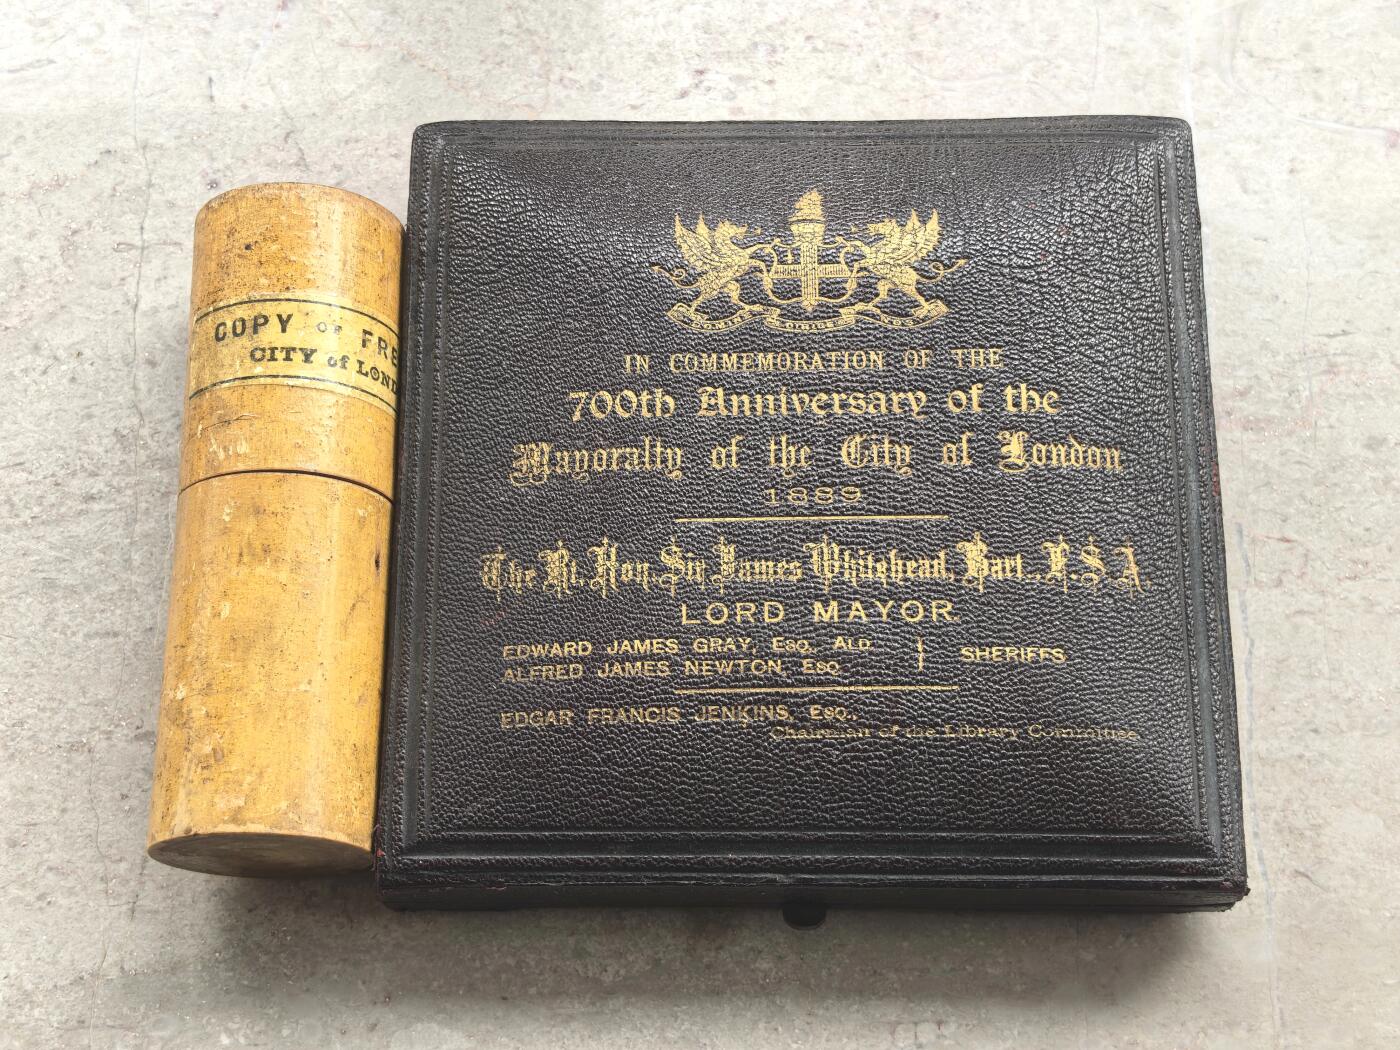 COPY OF FRE
CITY of LOND
DOMINE DIRIGE NOS
IN COMMEMORATION OF THE
700th Anniversary of the
Mayoralty of the City of London
1889
The Rt. Hon. Sir James Whitehead, Bart., F.S.A.
LORD MAYOR.
EDWARD JAMES GRAY, ESQ. ALD
ALFRED JAMES NEWTON, ESQ.
} SHERIFFS
EDGAR FRANCIS JENKINS, ESQ.,
Chairman of the Library Committee